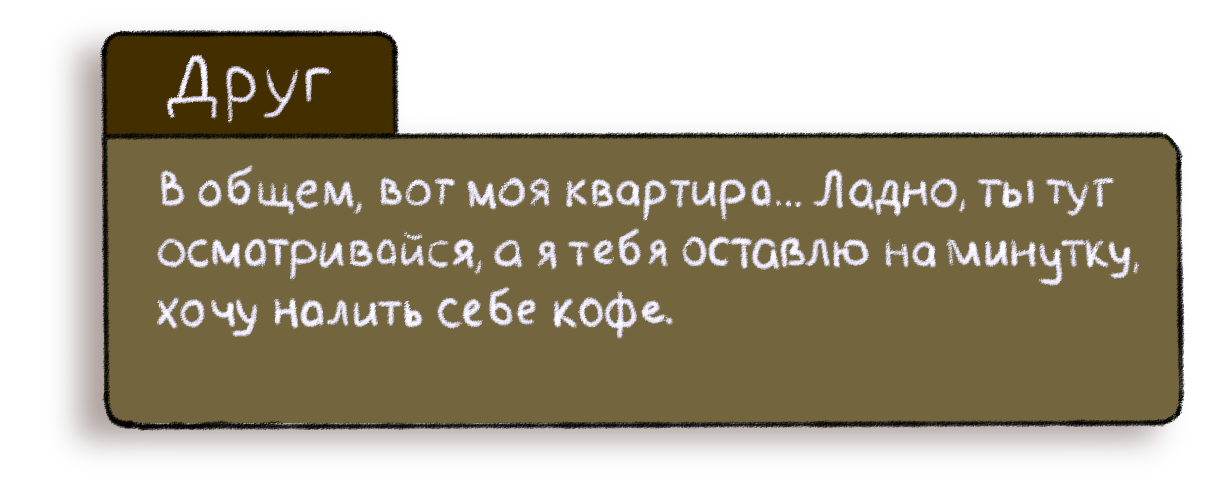 Друг
В общем, вот моя квартира... Ладно, ты тут
осматривайся, а я тебя оставлю на минутку,
хочу налить себе кофе.